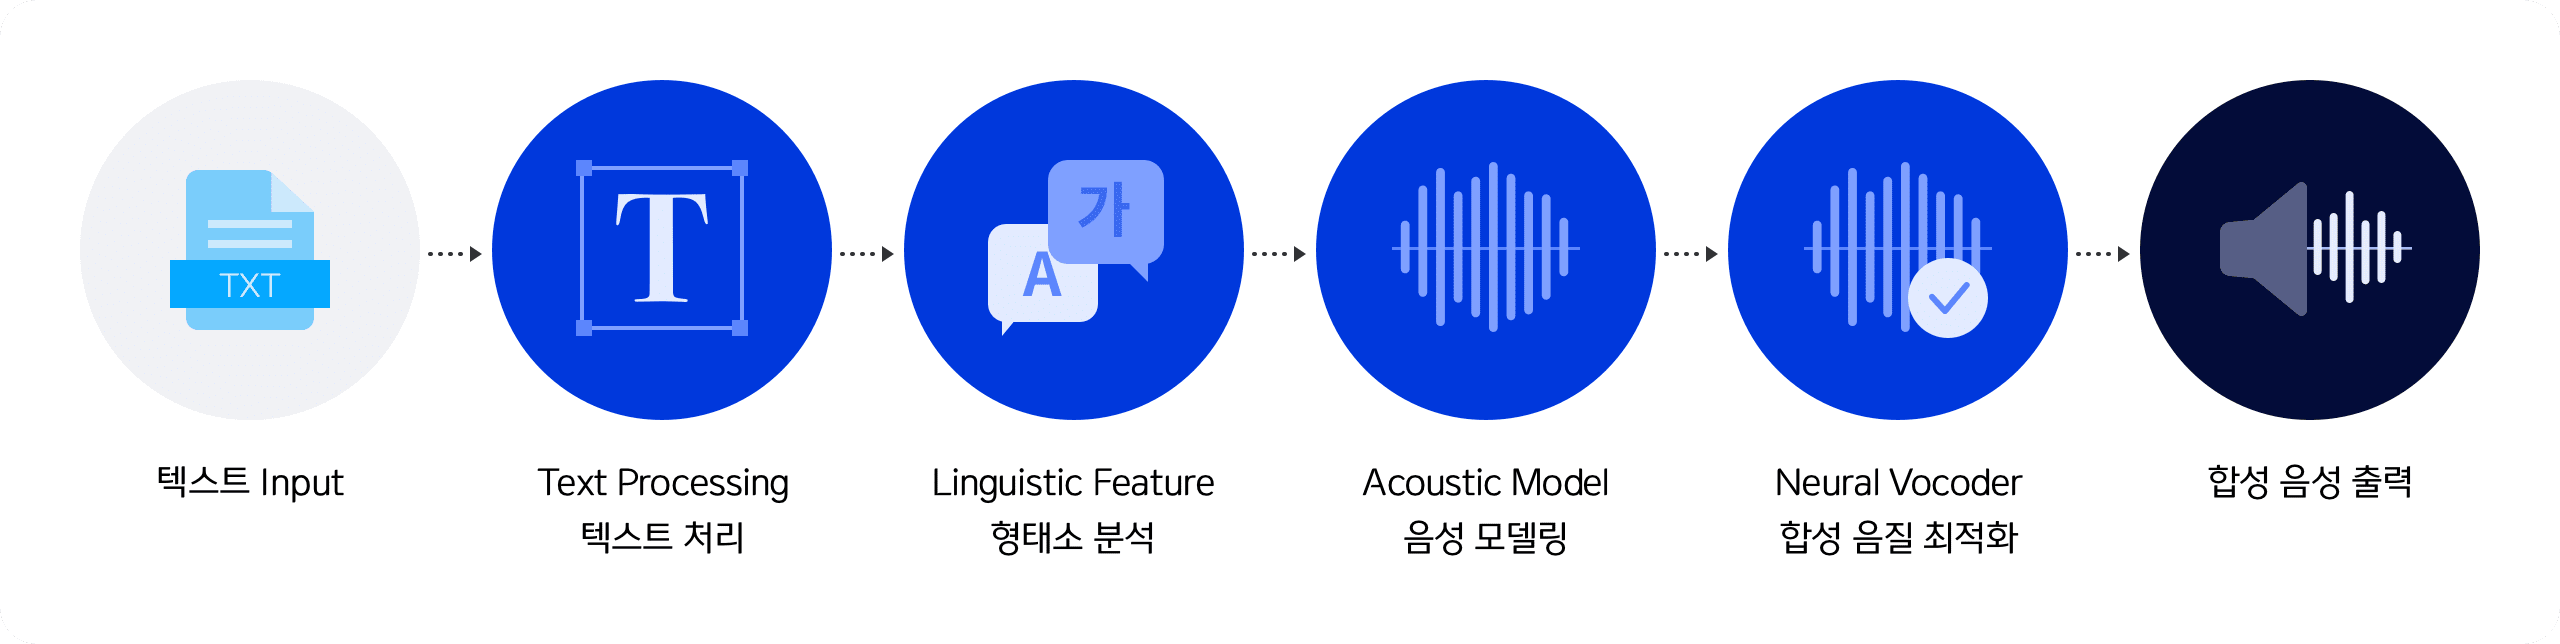 TXT
T
가
A
텍스트 Input
Text Processing
텍스트 처리
Linguistic Feature
형태소 분석
Acoustic Model
음성 모델링
Neural Vocoder
합성 음질 최적화
합성 음성 출력